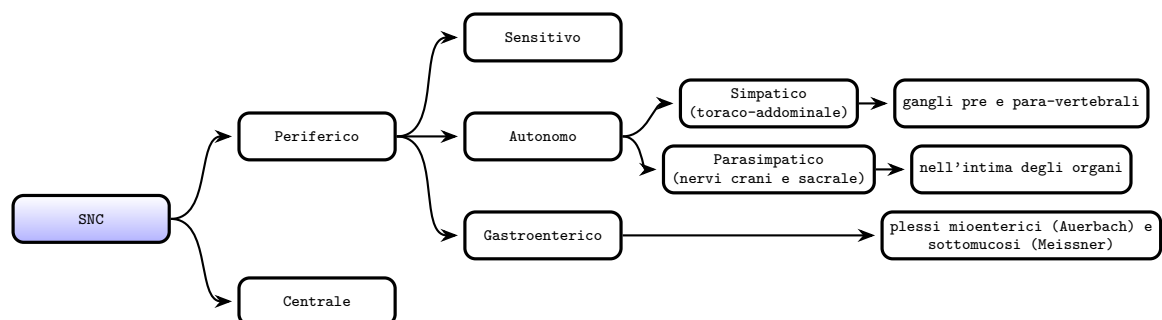 Sensitivo
Simpatico
(toraco-addominale)
gangli pre e para-vertebrali
Periferico
Autonomo
Parasimpatico
(nervi crani e sacrale)
nell'intima degli organi
SNC
Gastroenterico
plessi mioenterici (Auerbach) e
sottomucosi (Meissner)
Centrale